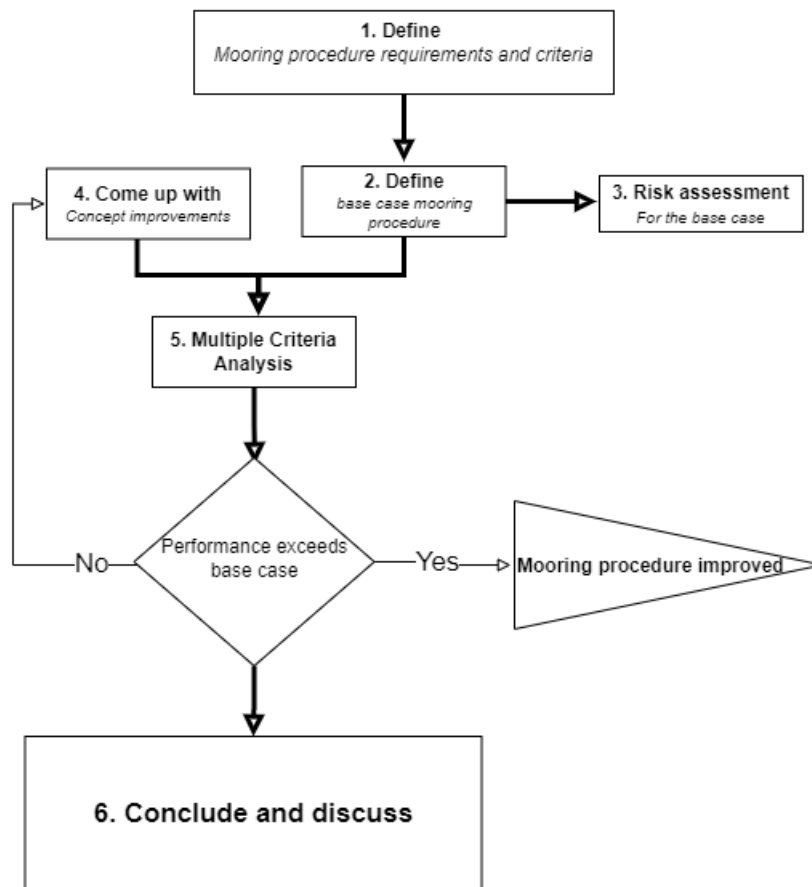 1. Define
Mooring procedure requirements and criteria
4. Come up with
Concept improvements
2. Define
base case mooring
procedure
3. Risk assessment
For the base case
5. Multiple Criteria
Analysis
Performance exceeds
base case
No
Yes
Mooring procedure improved
6. Conclude and discuss